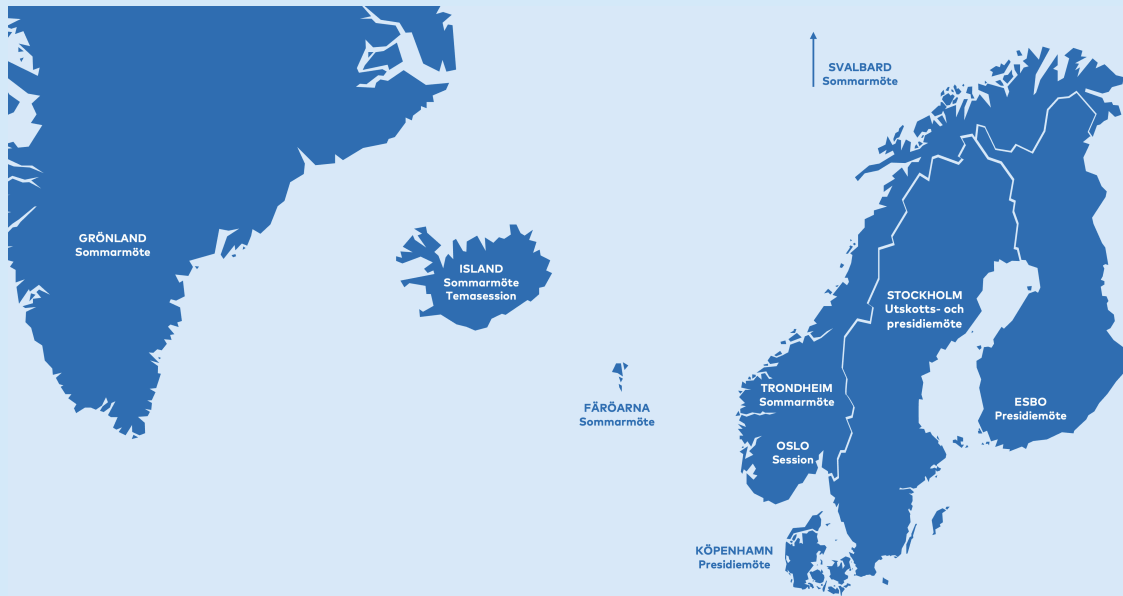 SVALBARD
Sommarmöte
GRÖNLAND
Sommarmöte
ISLAND
Sommarmöte
Temasession
STOCKHOLM
Utskotts- och
presidiemöte
FÄRÖARNA
Sommarmöte
TRONDHEIM
Sommarmöte
ESBO
Presidiemöte
OSLO
Session
KÖPENHAMN
Presidiemöte